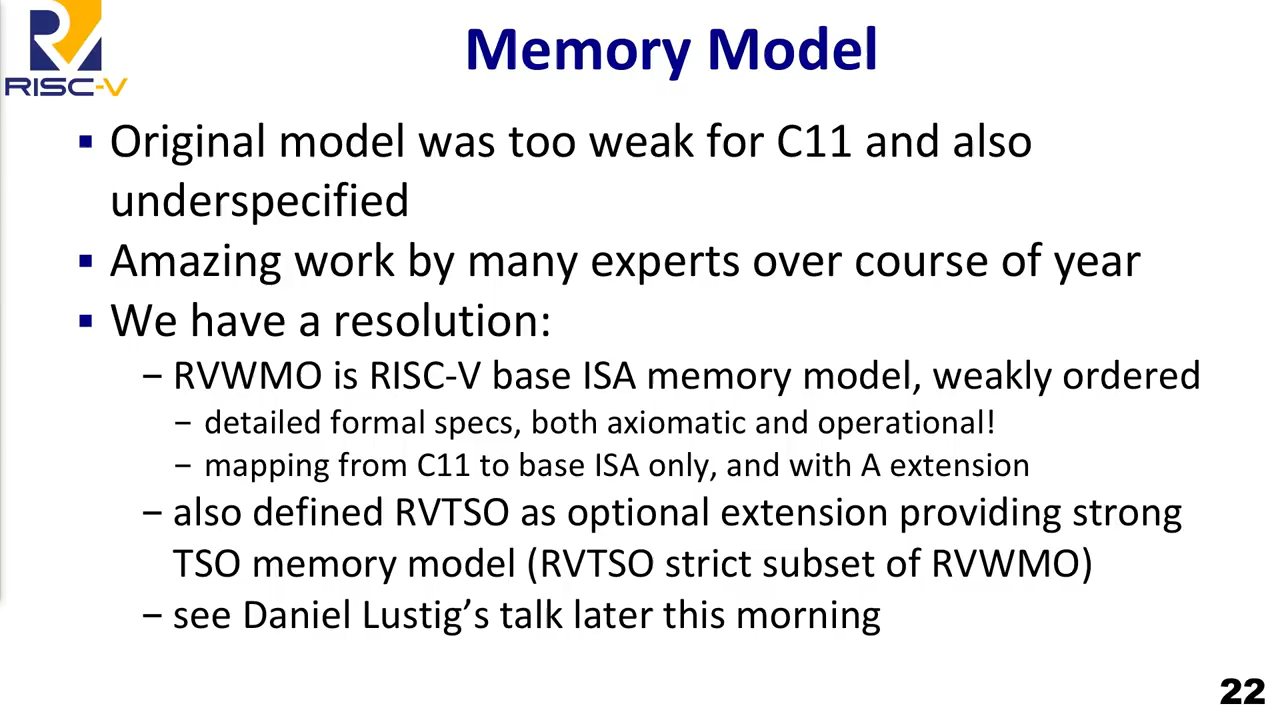 RISC-V
Memory Model
▪ Original model was too weak for C11 and also
underspecified
▪ Amazing work by many experts over course of year
▪ We have a resolution:
– RVWMO is RISC-V base ISA memory model, weakly ordered
– detailed formal specs, both axiomatic and operational!
– mapping from C11 to base ISA only, and with A extension
– also defined RVTSO as optional extension providing strong
TSO memory model (RVTSO strict subset of RVWMO)
– see Daniel Lustig’s talk later this morning
22